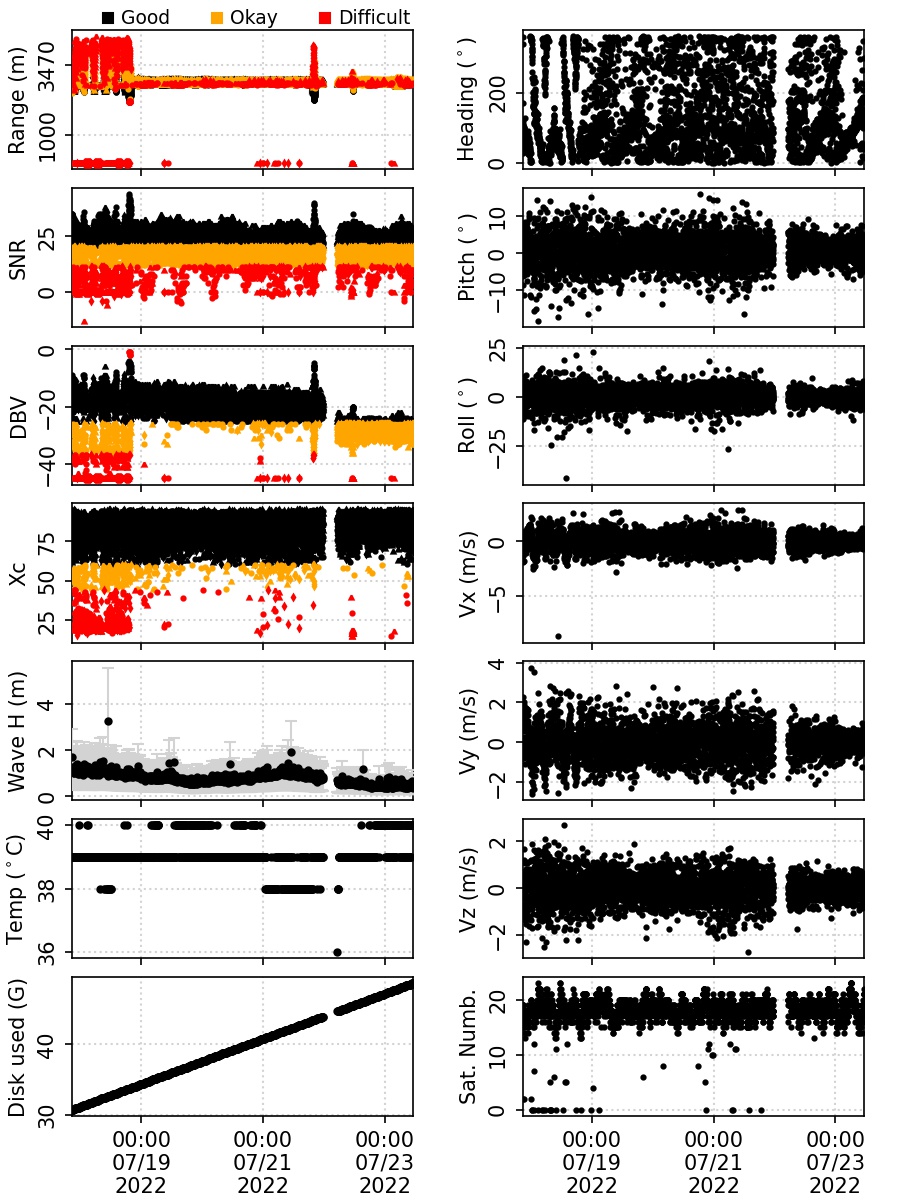 Good Okay Difficult
Range (m)
3470
1000
Heading (°)
200
0
SNR
25
0
Pitch (°)
10
0
−10
DBV
0
−20
−40
Roll (°)
25
0
−25
Xc
75
50
25
Vx (m/s)
0
−5
Wave H (m)
4
2
0
Vy (m/s)
4
2
0
−2
Temp (°C)
40
38
36
Vz (m/s)
2
0
−2
Disk used (G)
40
30
Sat. Numb.
20
10
0
00:00 00:00 00:00
07/19 07/21 07/23
2022 2022 2022
00:00 00:00 00:00
07/19 07/21 07/23
2022 2022 2022